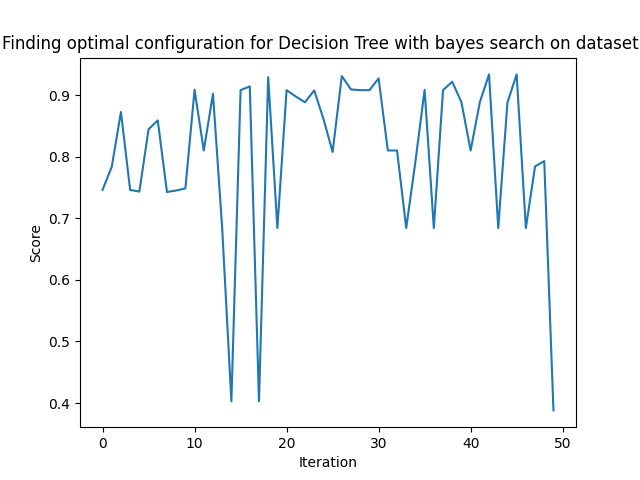 Finding optimal configuration for Decision Tree with bayes search on dataset
0.9
0.8
0.7
0.6
0.5
0.4
Score
0 10 20 30 40 50
Iteration